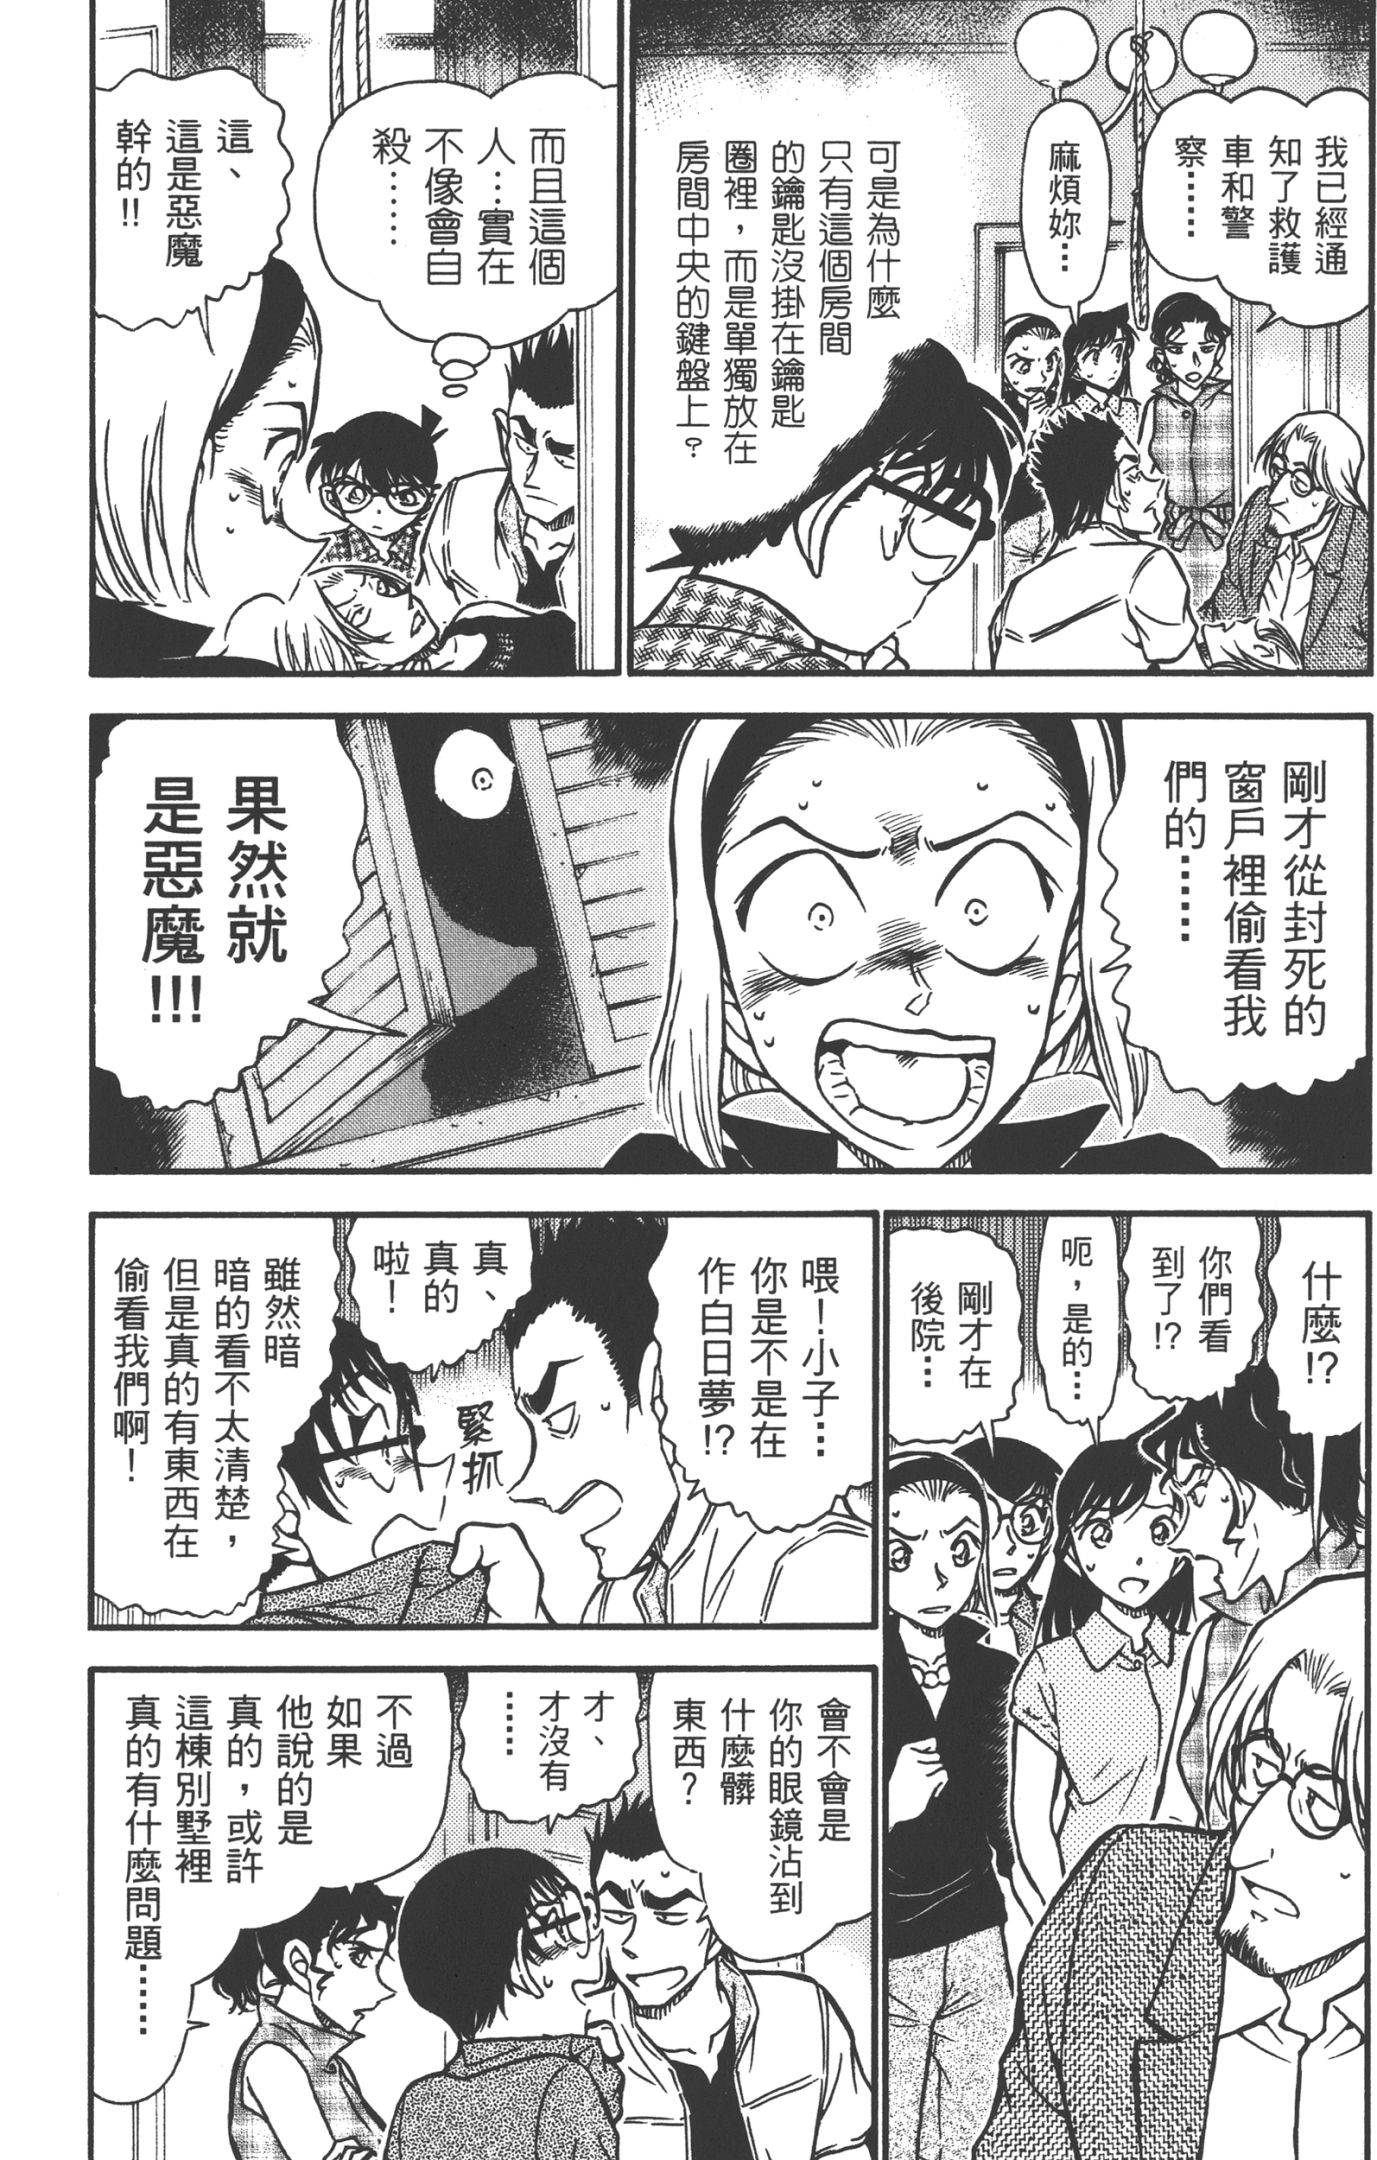 我已經通
知了救護
車和警
察……
麻煩妳…
可是為什麼
只有這個房間
的鑰匙沒掛在鑰匙
圈裡，而是單獨放在
房間中央的鍵盤上？
而且這個
人…實在
不像會自
殺……
這、
這是惡魔
幹的!!
剛才從封死的
窗戶裡偷看我
們的……
果然就
是惡魔!!!
什麼!?
你們看
到了!?
呃，是的…
剛才在
後院…
喂！小子…
你是不是在
作白日夢!?
緊抓
真、
真的
啦！
雖然暗
暗的看不太清楚，
但是真的有東西在
偷看我們啊！
會不會是
你的眼鏡沾到
什麼髒
東西？
才、
才沒有
……
不過
如果
他說的是
真的，或許
這棟別墅裡
真的有什麼問題……